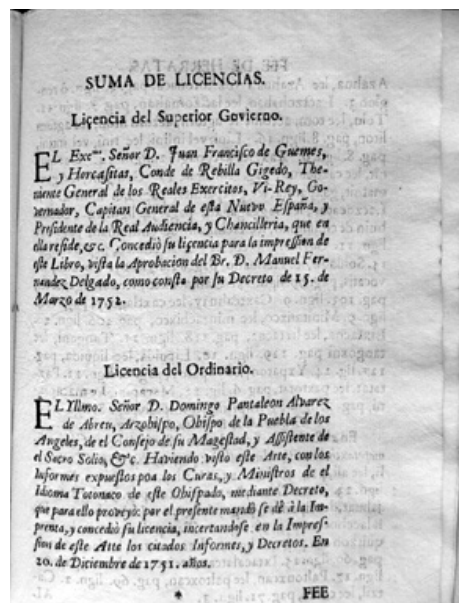 SUMA DE LICENCIAS.
Liçencia del Superior Govierno.
EL Exc.mo Señor D. Juan Francisco de Guemes,
y Horcasitas, Conde de Rebilla Gigedo, The-
niente General de los Reales Exercitos, Vi-Rey, Go-
vernador, Capitan General de esta Nueva España, y
Presidente de la Real Audiencia, y Chancilleria, que en
ella reside, &c. Concediò su liçencia para la impression de
este Libro, vista la Aprobacion del Br. D. Manuel Fer-
nandez Delgado, como consta por su Decreto de 15. de
Marzo de 1752.
Licencia del Ordinario.
EL Yllmo. Señor D. Domingo Pantaleon Alvarez
de Abreu, Arzobispo, Obispo de la Puebla de los
Angeles, de el Consejo de su Magestad, y Assistente de
el Sacro Solio, &c. Haviendo visto este Arte, con los
Informes expuestos poa los Curas, y Ministros de el
Idioma Totonaco de este Obispado, mediante Decreto,
que para ello proveyò: por el presente mandò se dè à la Im-
prenta, y concediò su licencia, incertandose en la Impres-
sion de este Arte los citados Informes, y Decretos. En
20. de Diciembre de 1751. años.
* FEE